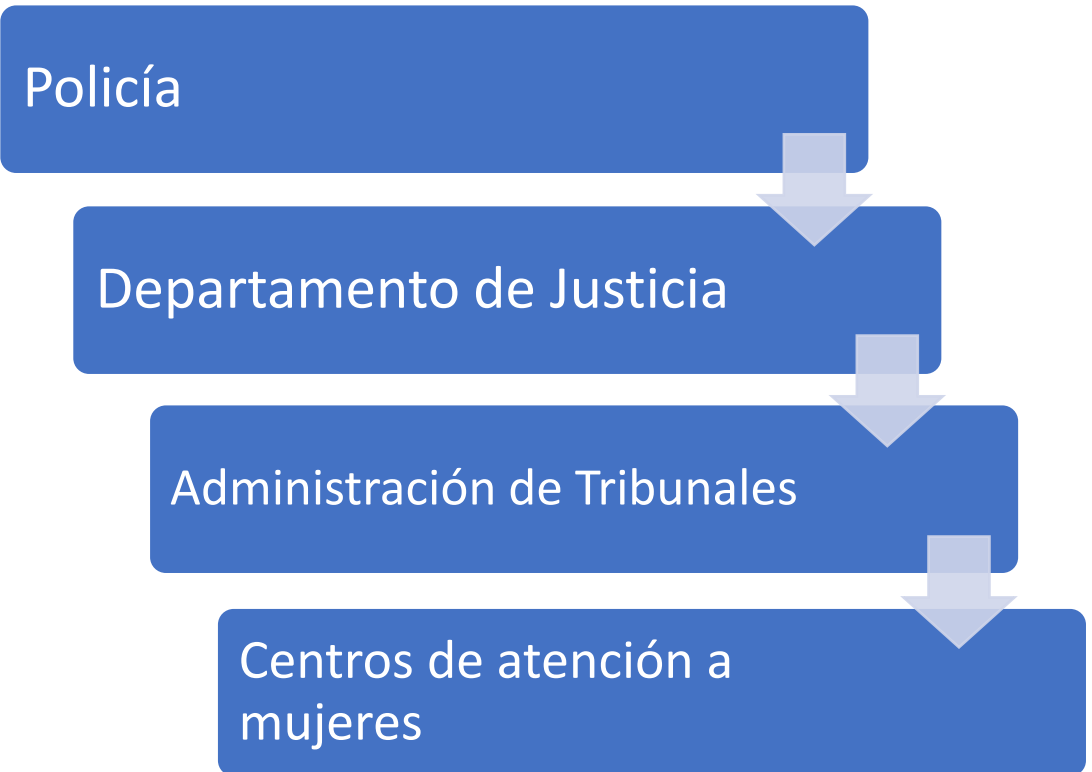 Policía
Departamento de Justicia
Administración de Tribunales
Centros de atención a
mujeres